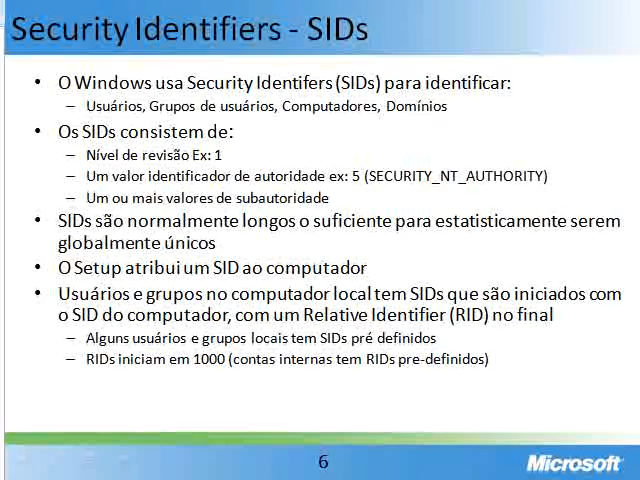 Security Identifiers - SIDs
• O Windows usa Security Identifers (SIDs) para identificar:
– Usuários, Grupos de usuários, Computadores, Domínios
• Os SIDs consistem de:
– Nível de revisão Ex: 1
– Um valor identificador de autoridade ex: 5 (SECURITY_NT_AUTHORITY)
– Um ou mais valores de subautoridade
• SIDs são normalmente longos o suficiente para estatisticamente serem
globalmente únicos
• O Setup atribui um SID ao computador
• Usuários e grupos no computador local tem SIDs que são iniciados com
o SID do computador, com um Relative Identifier (RID) no final
– Alguns usuários e grupos locais tem SIDs pré definidos
– RIDs iniciam em 1000 (contas internas tem RIDs pre-definidos)
6
Microsoft